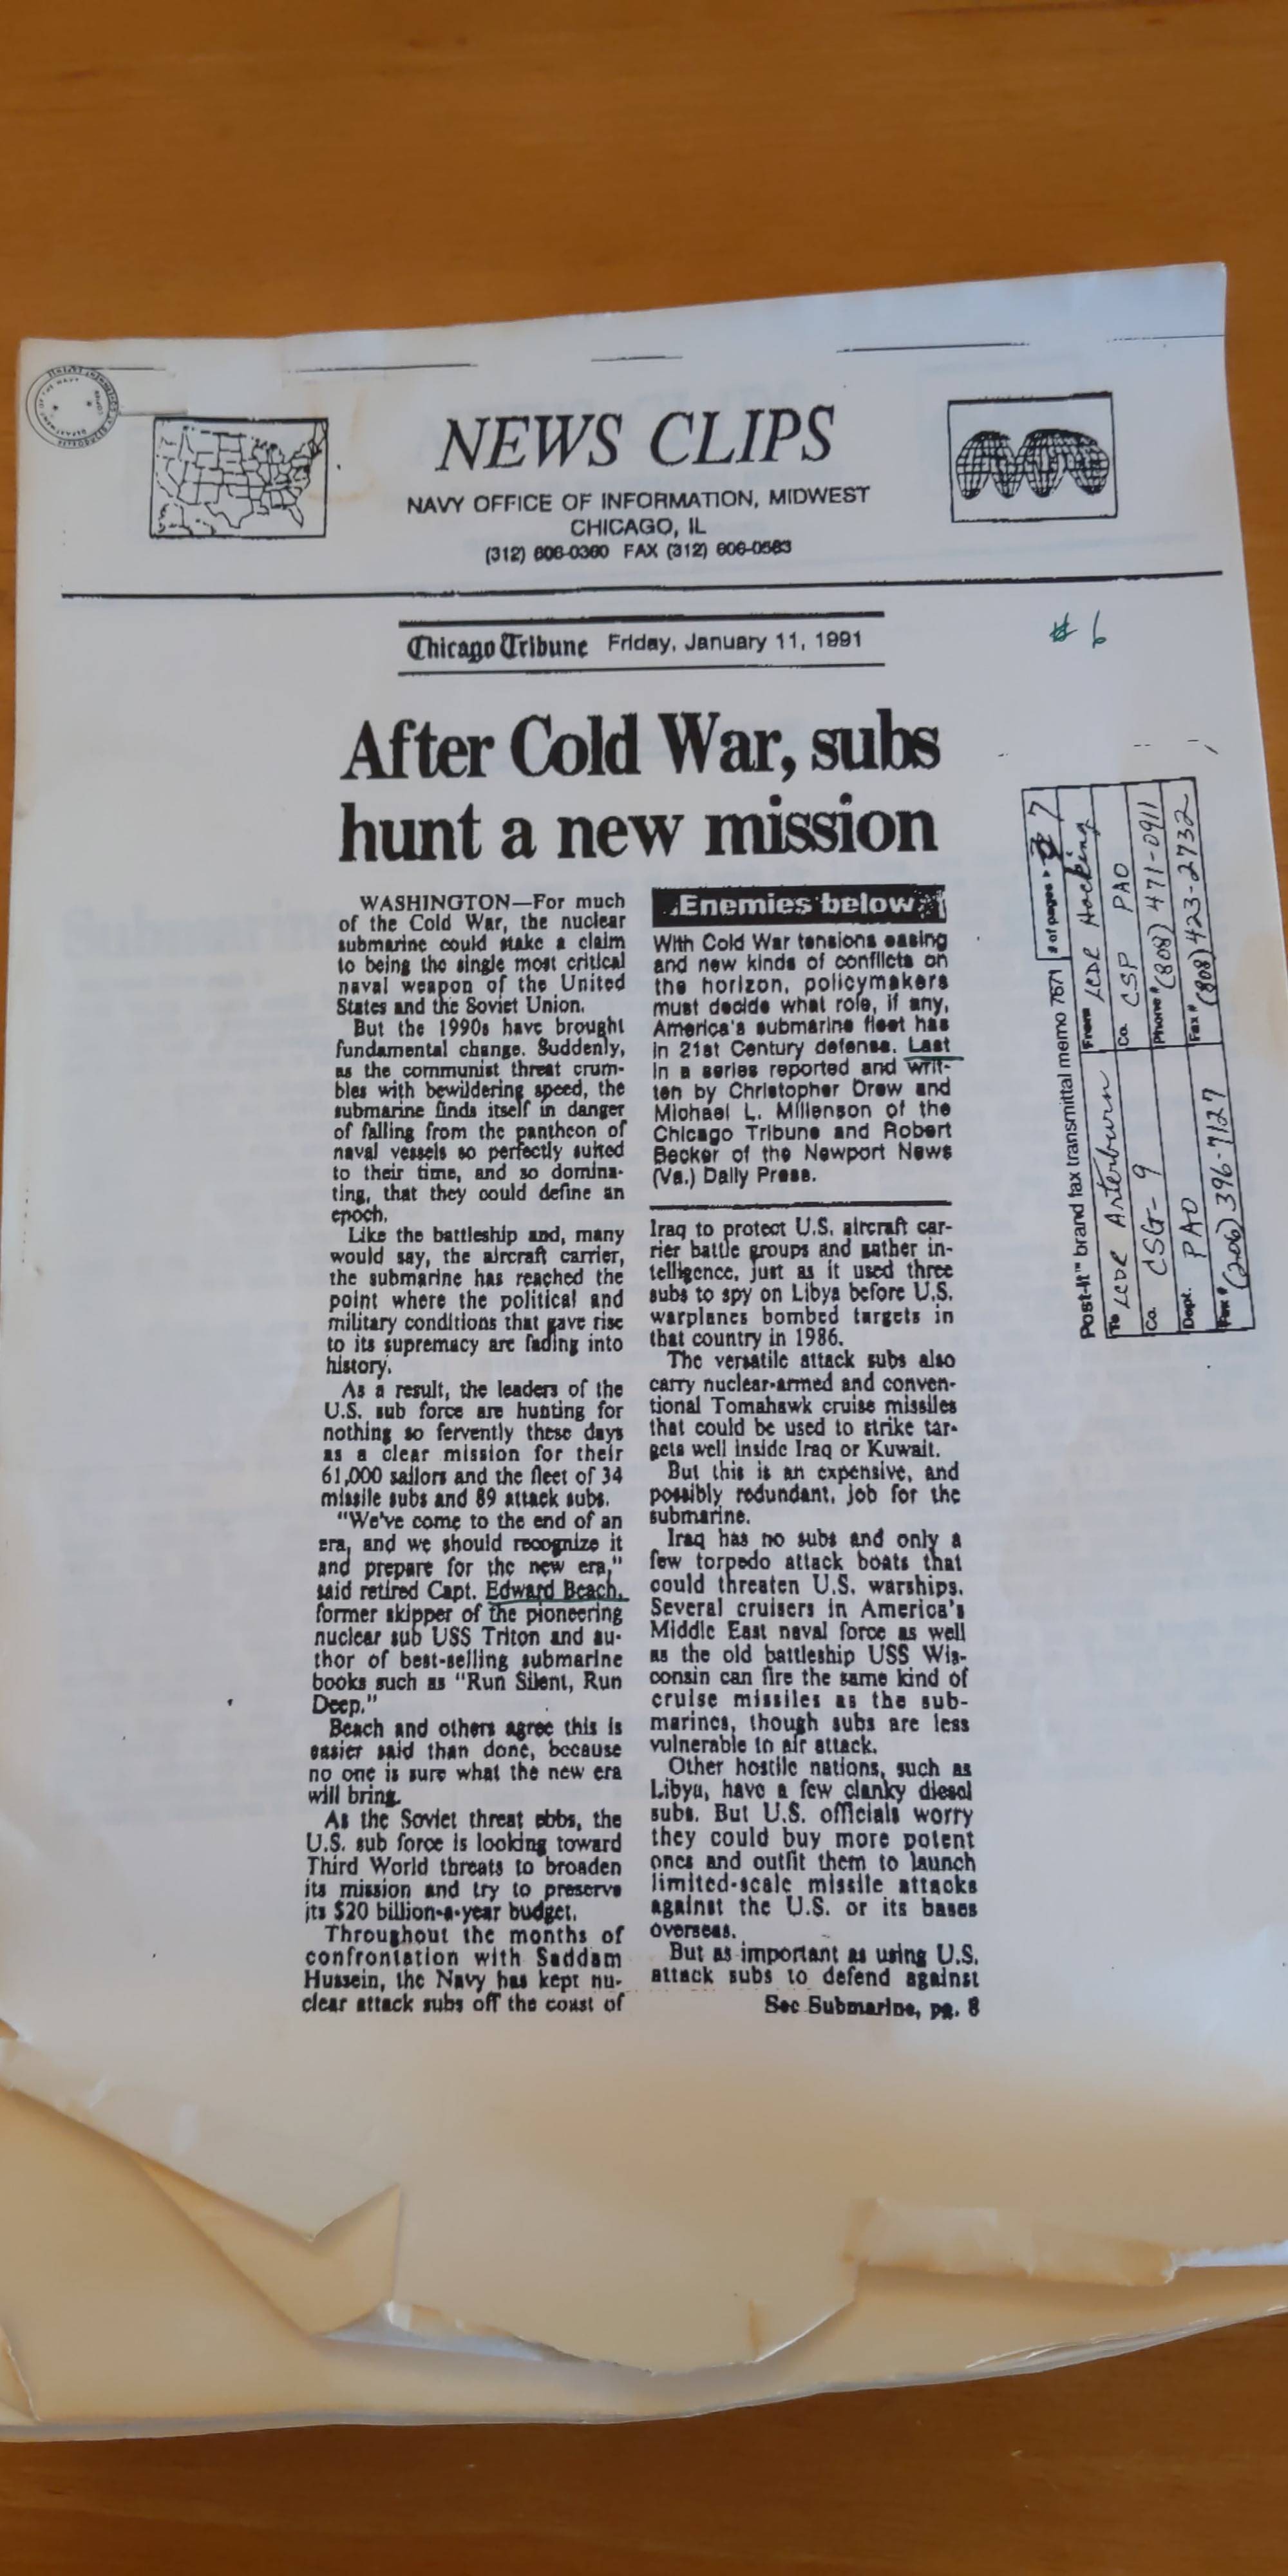 NEWS CLIPS
NAVY OFFICE OF INFORMATION, MIDWEST
CHICAGO, IL
(312) 606-0360 FAX (312) 606-0563
Chicago Tribune Friday, January 11, 1991
# 6
After Cold War, subs
hunt a new mission
WASHINGTON—For much
of the Cold War, the nuclear
submarine could stake a claim
to being the single most critical
naval weapon of the United
States and the Soviet Union.
But the 1990s have brought
fundamental change. Suddenly,
as the communist threat crum-
bles with bewildering speed, the
submarine finds itself in danger
of falling from the pantheon of
naval vessels so perfectly suited
to their time, and so domina-
ting, that they could define an
epoch.
Like the battleship and, many
would say, the aircraft carrier,
the submarine has reached the
point where the political and
military conditions that gave rise
to its supremacy are fading into
history.
As a result, the leaders of the
U.S. sub force are hunting for
nothing so fervently these days
as a clear mission for their
61,000 sailors and the fleet of 34
missile subs and 89 attack subs.
"We've come to the end of an
era, and we should recognize it
and prepare for the new era,"
said retired Capt. Edward Beach,
former skipper of the pioneering
nuclear sub USS Triton and au-
thor of best-selling submarine
books such as "Run Silent, Run
Deep."
Beach and others agree this is
easier said than done, because
no one is sure what the new era
will bring.
As the Soviet threat ebbs, the
U.S. sub force is looking toward
Third World threats to broaden
its mission and try to preserve
its $20 billion-a-year budget.
Throughout the months of
confrontation with Saddam
Hussein, the Navy has kept nu-
clear attack subs off the coast of
Enemies below
With Cold War tensions easing
and new kinds of conflicts on
the horizon, policymakers
must decide what role, if any,
America's submarine fleet has
in 21st Century defense. Last
in a series reported and writ-
ten by Christopher Drew and
Michael L. Millenson of the
Chicago Tribune and Robert
Becker of the Newport News
(Va.) Daily Press.
Iraq to protect U.S. aircraft car-
rier battle groups and gather in-
telligence, just as it used three
subs to spy on Libya before U.S.
warplanes bombed targets in
that country in 1986.
The versatile attack subs also
carry nuclear-armed and conven-
tional Tomahawk cruise missiles
that could be used to strike tar-
gets well inside Iraq or Kuwait.
But this is an expensive, and
possibly redundant, job for the
submarine.
Iraq has no subs and only a
few torpedo attack boats that
could threaten U.S. warships.
Several cruisers in America's
Middle East naval force as well
as the old battleship USS Wis-
consin can fire the same kind of
cruise missiles as the sub-
marines, though subs are less
vulnerable to air attack.
Other hostile nations, such as
Libya, have a few clanky diesel
subs. But U.S. officials worry
they could buy more potent
ones and outfit them to launch
limited-scale missile attacks
against the U.S. or its bases
overseas.
But as important as using U.S.
attack subs to defend against
See Submarine, pg. 8
Post-It™ brand fax transmittal memo 7671 # of pages ▸ 7
To LCDR Arterburn From LCDR Hocking
Co. CSG-9 Co. CSP PAO
Dept. PAO Phone # (808) 471-0911
Fax # (206) 396-7127 Fax # (808) 423-2732